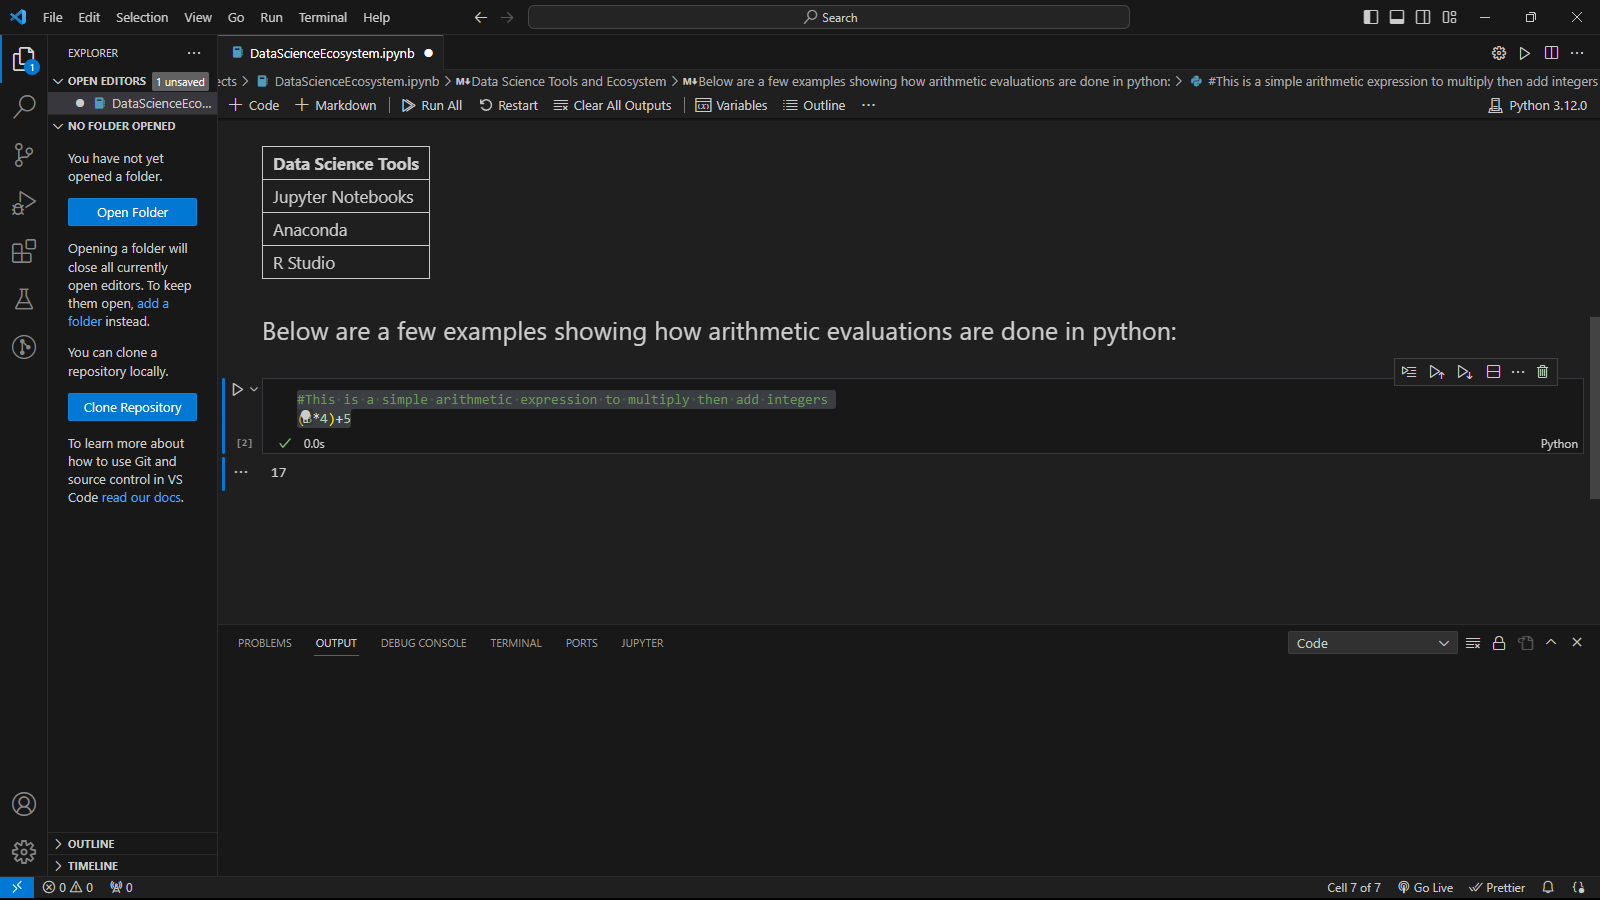 File Edit Selection View Go Run Terminal Help
Search
EXPLORER
DataScienceEcosystem.ipynb
OPEN EDITORS 1 unsaved
ects > DataScienceEcosystem.ipynb > M↓Data Science Tools and Ecosystem > M↓Below are a few examples showing how arithmetic evaluations are done in python: > #This is a simple arithmetic expression to multiply then add integers
DataScienceEco...
+ Code + Markdown Run All Restart Clear All Outputs Variables Outline ...
Python 3.12.0
NO FOLDER OPENED
You have not yet
opened a folder.
Open Folder
Opening a folder will
close all currently
open editors. To keep
them open, add a
folder instead.
You can clone a
repository locally.
Clone Repository
To learn more about
how to use Git and
source control in VS
Code read our docs.
OUTLINE
TIMELINE
1
Data Science Tools
Jupyter Notebooks
Anaconda
R Studio
Below are a few examples showing how arithmetic evaluations are done in python:
#This is a simple arithmetic expression to multiply then add integers
*4)+5
[2] 0.0s
Python
17
PROBLEMS OUTPUT DEBUG CONSOLE TERMINAL PORTS JUPYTER
Code
0 0 0
Cell 7 of 7 Go Live Prettier